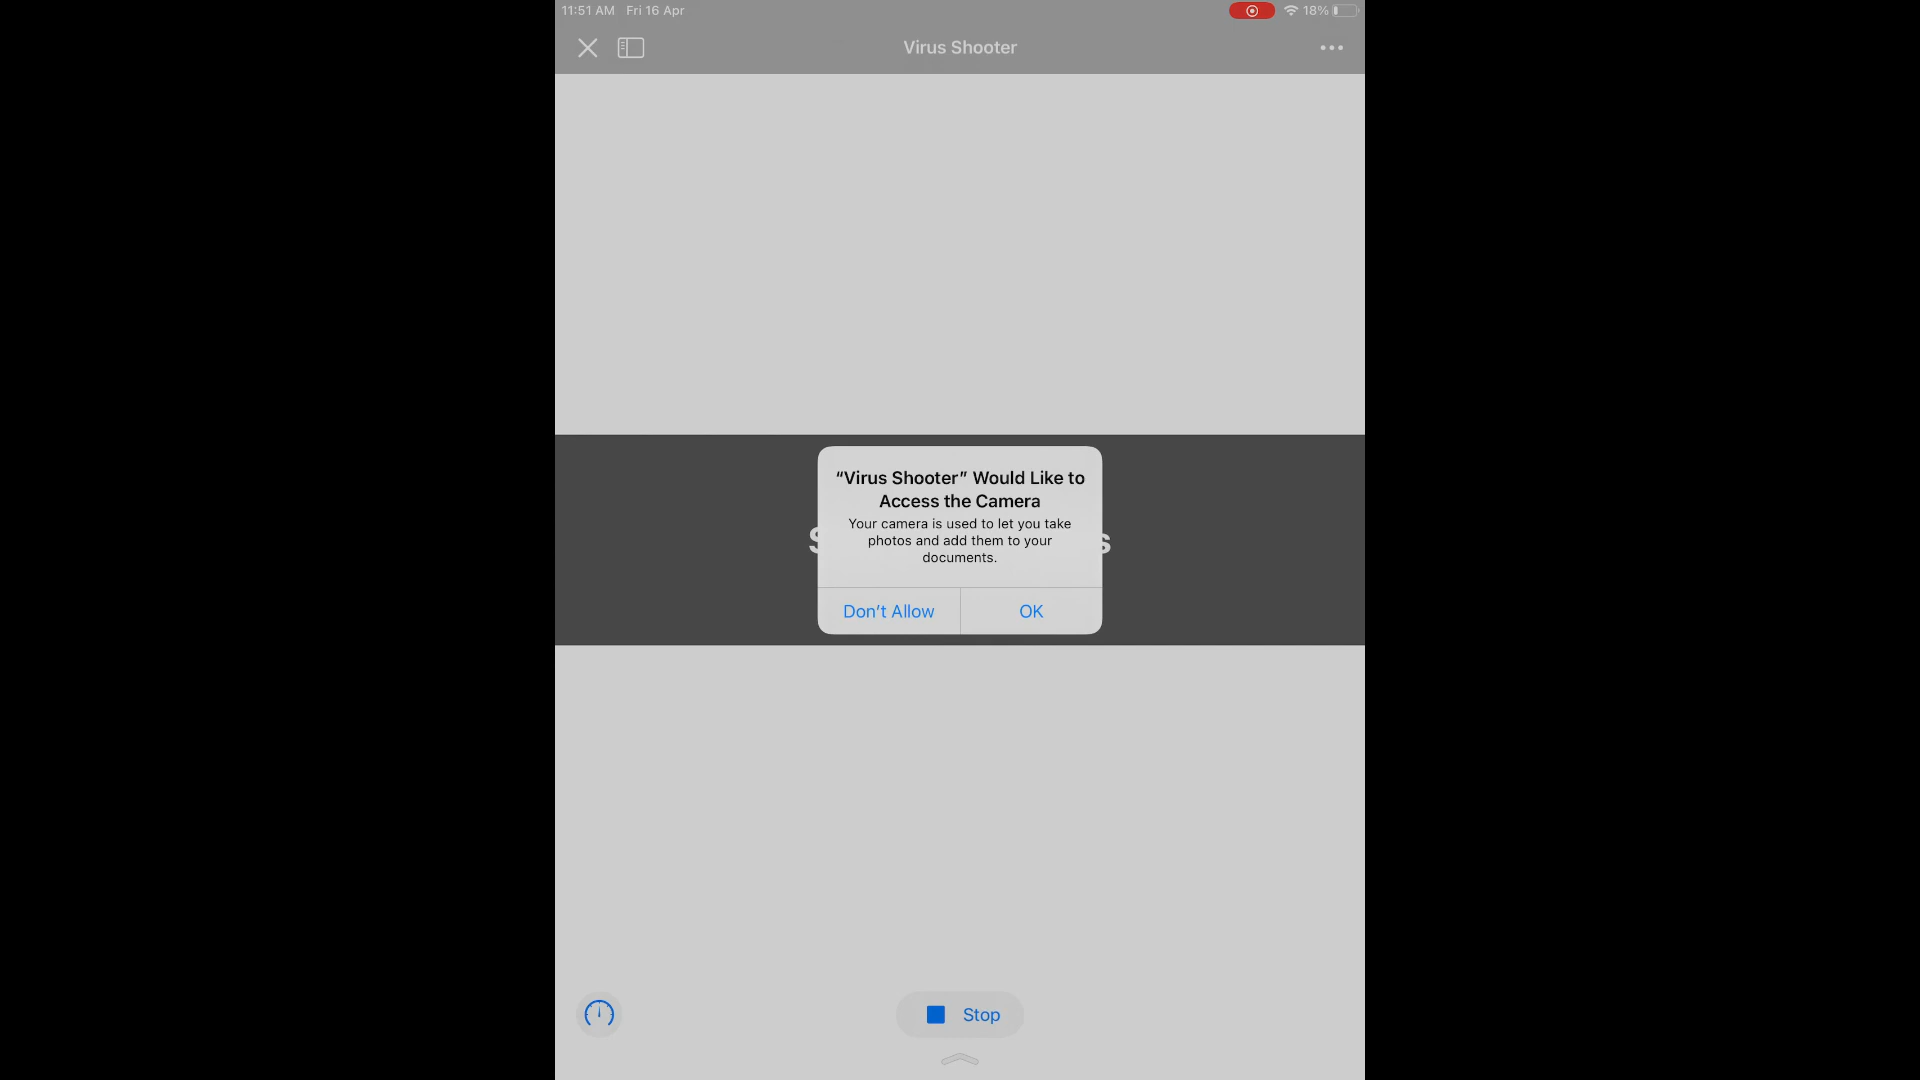 11:51 AM Fri 16 Apr
18%
Virus Shooter
“Virus Shooter” Would Like to
Access the Camera
Your camera is used to let you take
photos and add them to your
documents.
Don’t Allow
OK
Stop